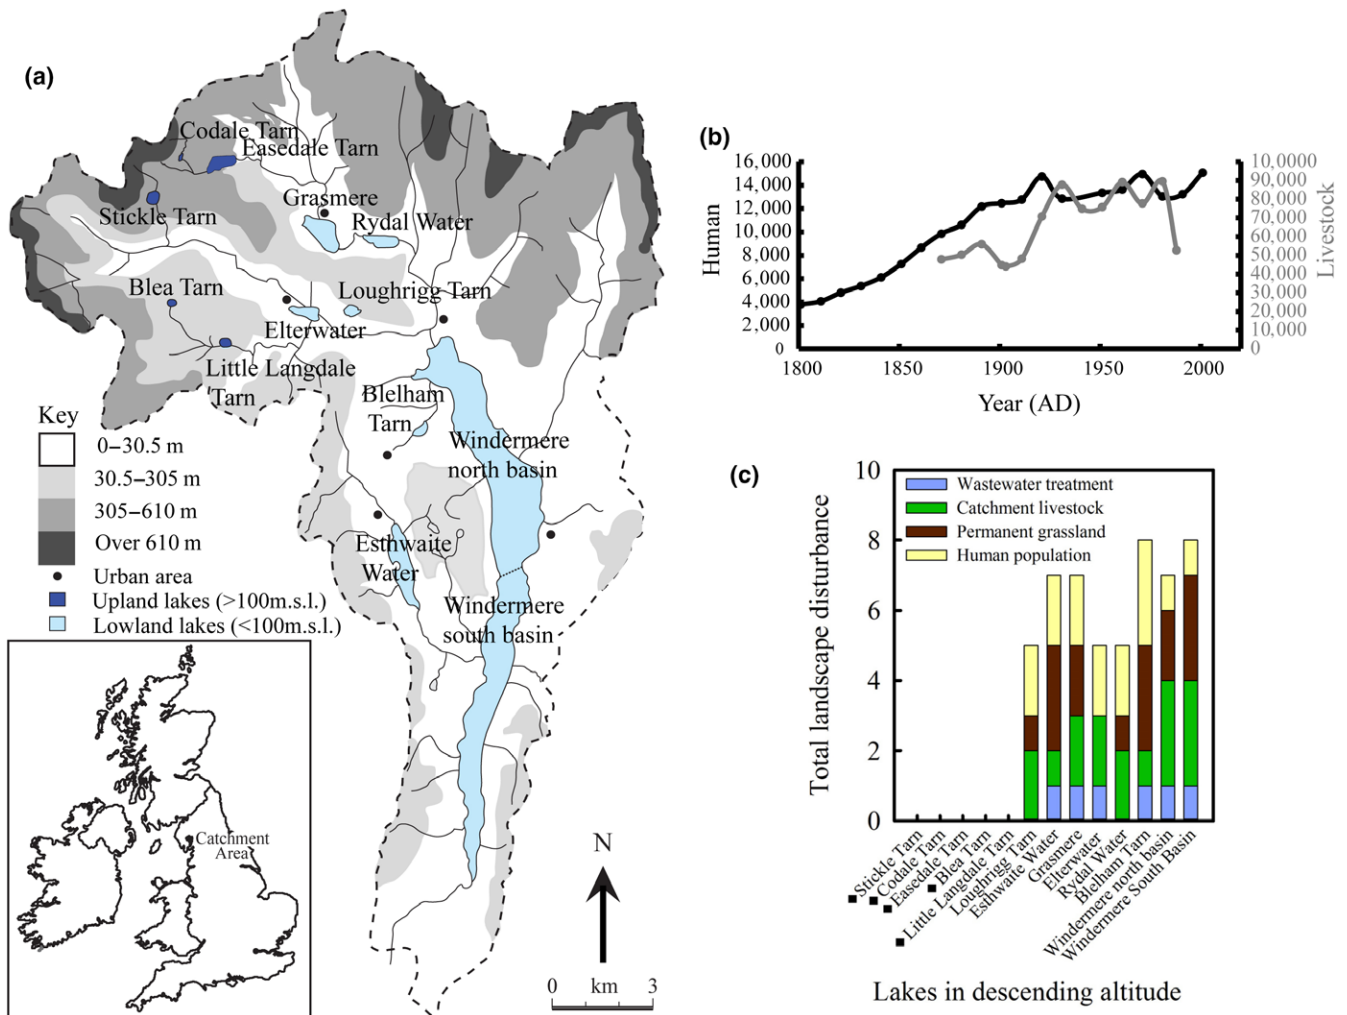 (a)
Codale Tarn
Easedale Tarn
Stickle Tarn
Grasmere
Rydal Water
Blea Tarn
Loughrigg Tarn
Elterwater
Little Langdale
Tarn
Blelham
Tarn
Windermere
north basin
Esthwaite
Water
Windermere
south basin
Key
0–30.5 m
30.5–305 m
305–610 m
Over 610 m
Urban area
Upland lakes (>100m.s.l.)
Lowland lakes (<100m.s.l.)
Catchment
Area
N
0 km 3
(b)
Human
16,000
14,000
12,000
10,000
8,000
6,000
4,000
2,000
0
10,0000
90,000
80,000
70,000
60,000
50,000
40,000
30,000
20,000
10,000
0
Livestock
1800 1850 1900 1950 2000
Year (AD)
(c)
Total landscape disturbance
10
8
6
4
2
0
Wastewater treatment
Catchment livestock
Permanent grassland
Human population
Stickle Tarn
Codale Tarn
Easedale Tarn
Blea Tarn
Little Langdale Tarn
Loughrigg Tarn
Esthwaite Water
Grasmere
Elterwater
Rydal Water
Blelham Tarn
Windermere north basin
Windermere South Basin
Lakes in descending altitude